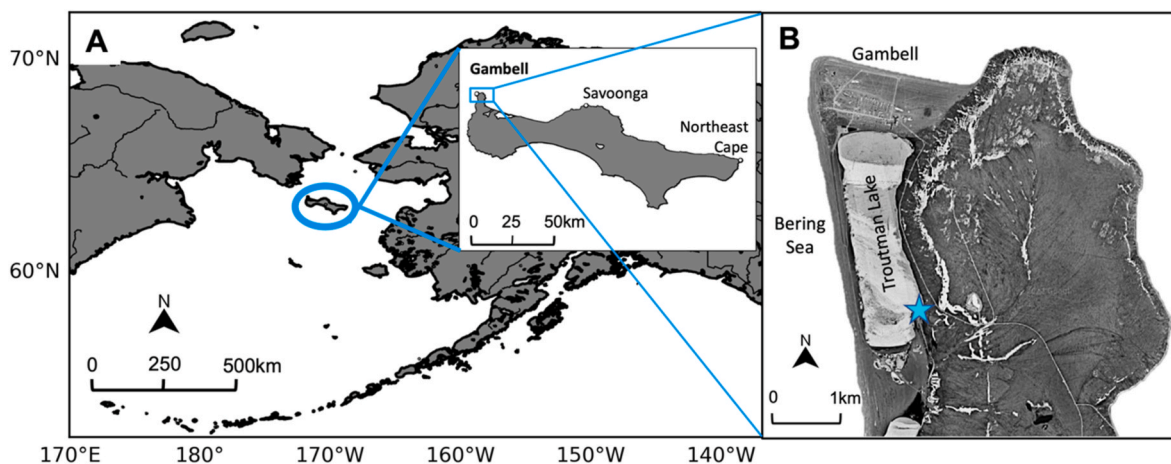 A
70°N
60°N
N
0 250 500km
170°E 180° 170°W 160°W 150°W 140°W
Gambell
Savoonga
Northeast
Cape
0 25 50km
B
Gambell
Troutman Lake
Bering
Sea
N
0 1km